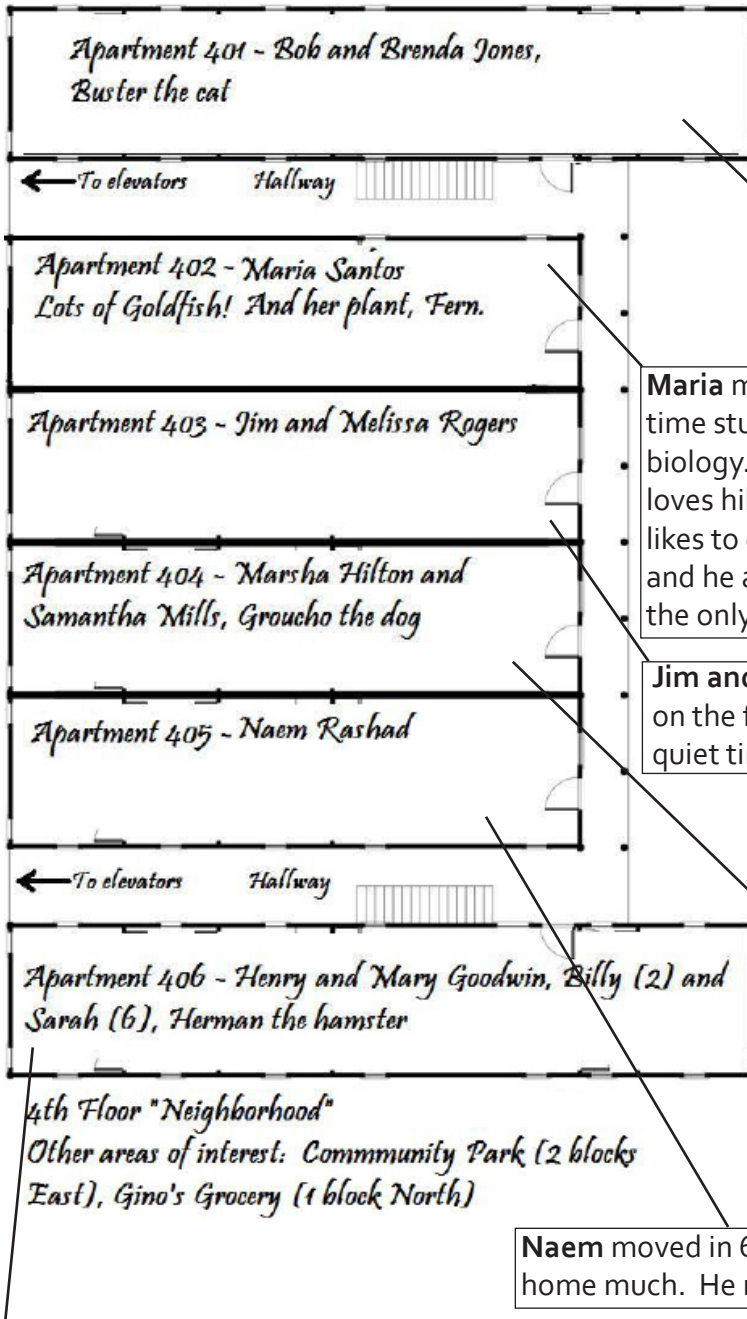 Apartment 401 - Bob and Brenda Jones,
Buster the cat
To elevators Hallway
Apartment 402 - Maria Santos
Lots of Goldfish! And her plant, Fern.
Apartment 403 - Jim and Melissa Rogers
Apartment 404 - Marsha Hilton and
Samantha Mills, Groucho the dog
Apartment 405 - Naem Rashad
To elevators Hallway
Apartment 406 - Henry and Mary Goodwin, Billy (2) and
Sarah (6), Herman the hamster
4th Floor "Neighborhood"
Other areas of interest: Commmunity Park (2 blocks
East), Gino's Grocery (1 block North)
Maria
time
biology.
loves
likes to
and he
the only
Jim and
on the
quiet
Naem moved in 6
home much. He